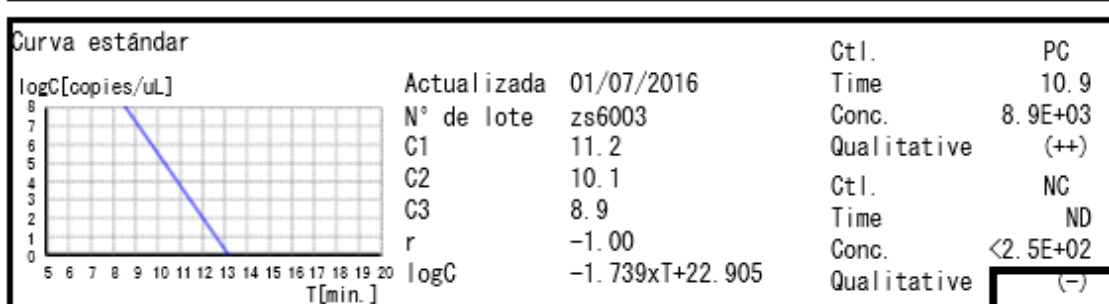 Curva estándar
logC[copies/uL]
8
7
6
5
4
3
2
1
0
5 6 7 8 9 10 11 12 13 14 15 16 17 18 19 20
T[min.]
Actualizada 01/07/2016
N° de lote zs6003
C1 11.2
C2 10.1
C3 8.9
r -1.00
logC -1.739xT+22.905
Ctl. PC
Time 10.9
Conc. 8.9E+03
Qualitative (++)
Ctl. NC
Time ND
Conc. <2.5E+02
Qualitative (-)